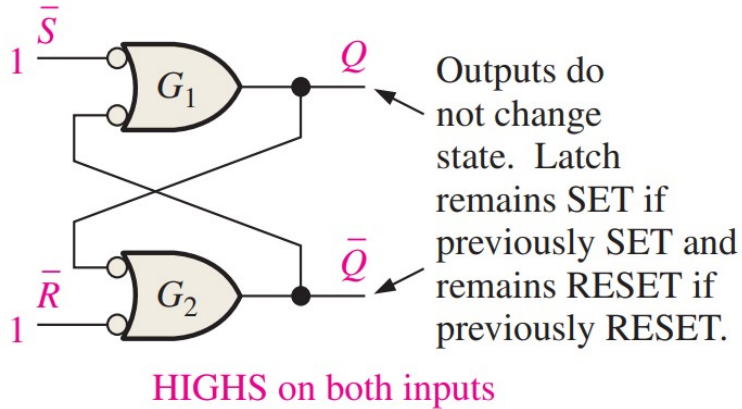 S̅
1
G₁
Q
Outputs do
not change
state. Latch
remains SET if
previously SET and
remains RESET if
previously RESET.
Q̅
R̅
1
G₂
HIGHS on both inputs